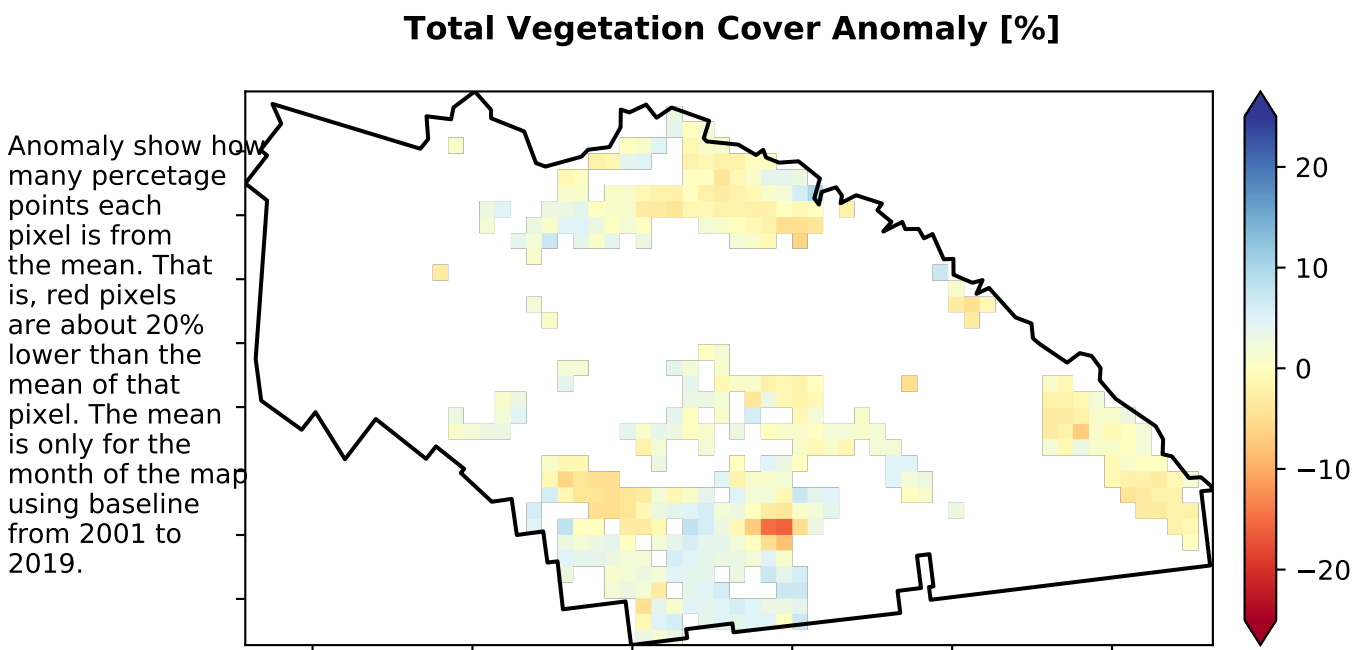 Total Vegetation Cover Anomaly [%]
Anomaly show how
many percetage
points each
pixel is from
the mean. That
is, red pixels
are about 20%
lower than the
mean of that
pixel. The mean
is only for the
month of the map
using baseline
from 2001 to
2019.
20
10
0
−10
−20